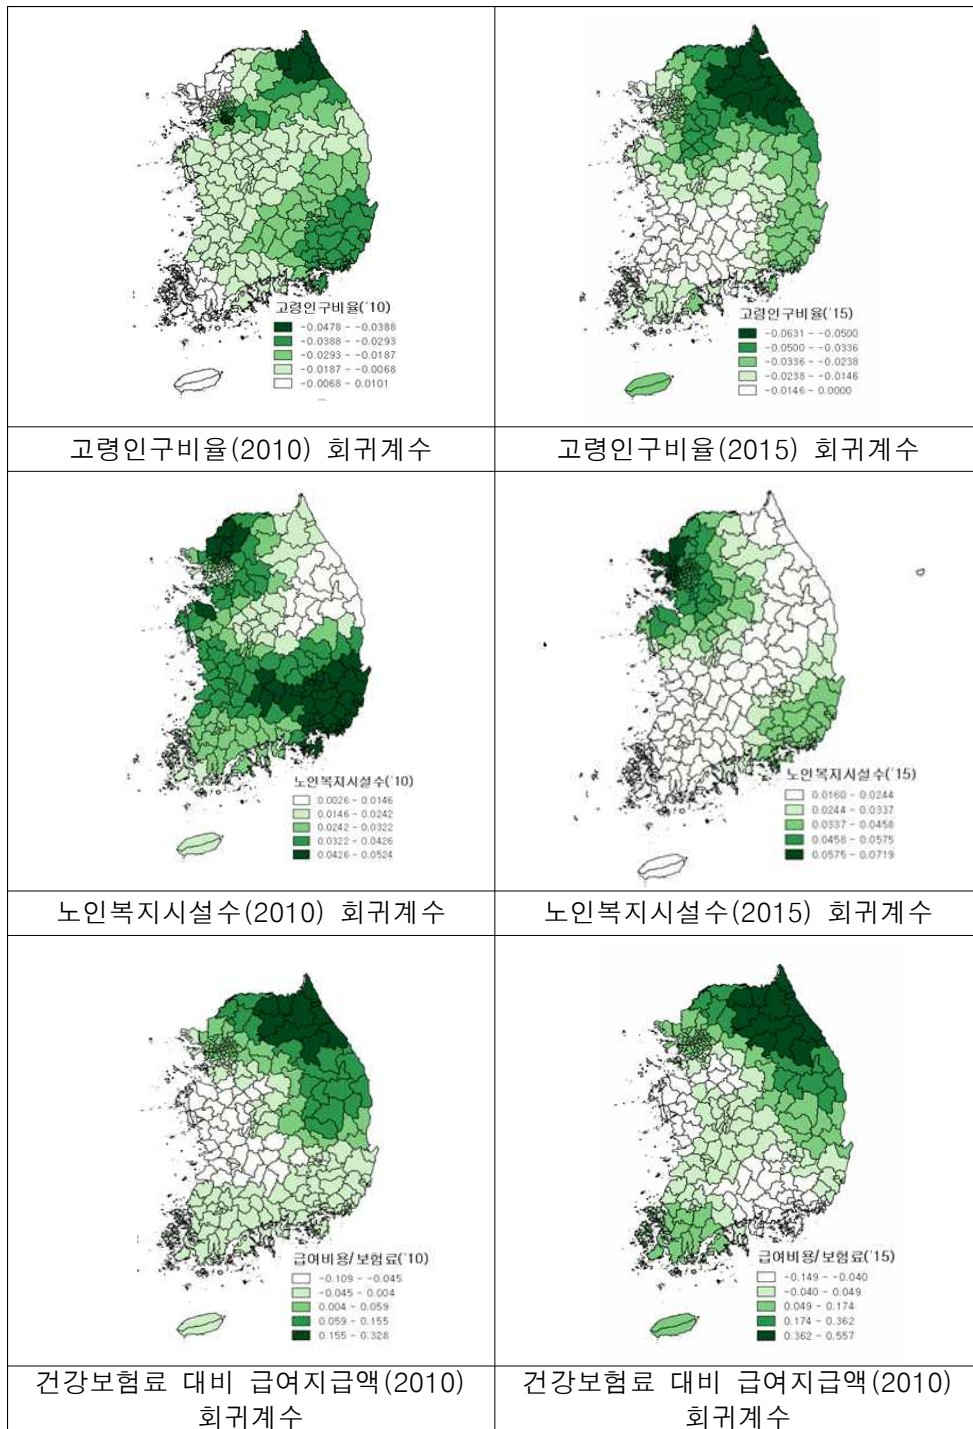 고령인구비율('10)
-0.0478 - -0.0388
-0.0388 - -0.0293
-0.0293 - -0.0187
-0.0187 - -0.0068
-0.0068 - 0.0101
고령인구비율('15)
-0.0631 - -0.0500
-0.0500 - -0.0336
-0.0336 - -0.0238
-0.0238 - -0.0146
-0.0146 - 0.0000
고령인구비율(2010) 회귀계수
고령인구비율(2015) 회귀계수
노인복지시설수('10)
0.0026 - 0.0146
0.0146 - 0.0242
0.0242 - 0.0322
0.0322 - 0.0426
0.0426 - 0.0524
노인복지시설수('15)
0.0160 - 0.0244
0.0244 - 0.0337
0.0337 - 0.0458
0.0458 - 0.0575
0.0575 - 0.0719
노인복지시설수(2010) 회귀계수
노인복지시설수(2015) 회귀계수
급여비용/보험료('10)
-0.109 - -0.045
-0.045 - 0.004
0.004 - 0.059
0.059 - 0.155
0.155 - 0.328
급여비용/보험료('15)
-0.149 - -0.040
-0.040 - 0.049
0.049 - 0.174
0.174 - 0.362
0.362 - 0.557
건강보험료 대비 급여지급액(2010)
회귀계수
건강보험료 대비 급여지급액(2010)
회귀계수